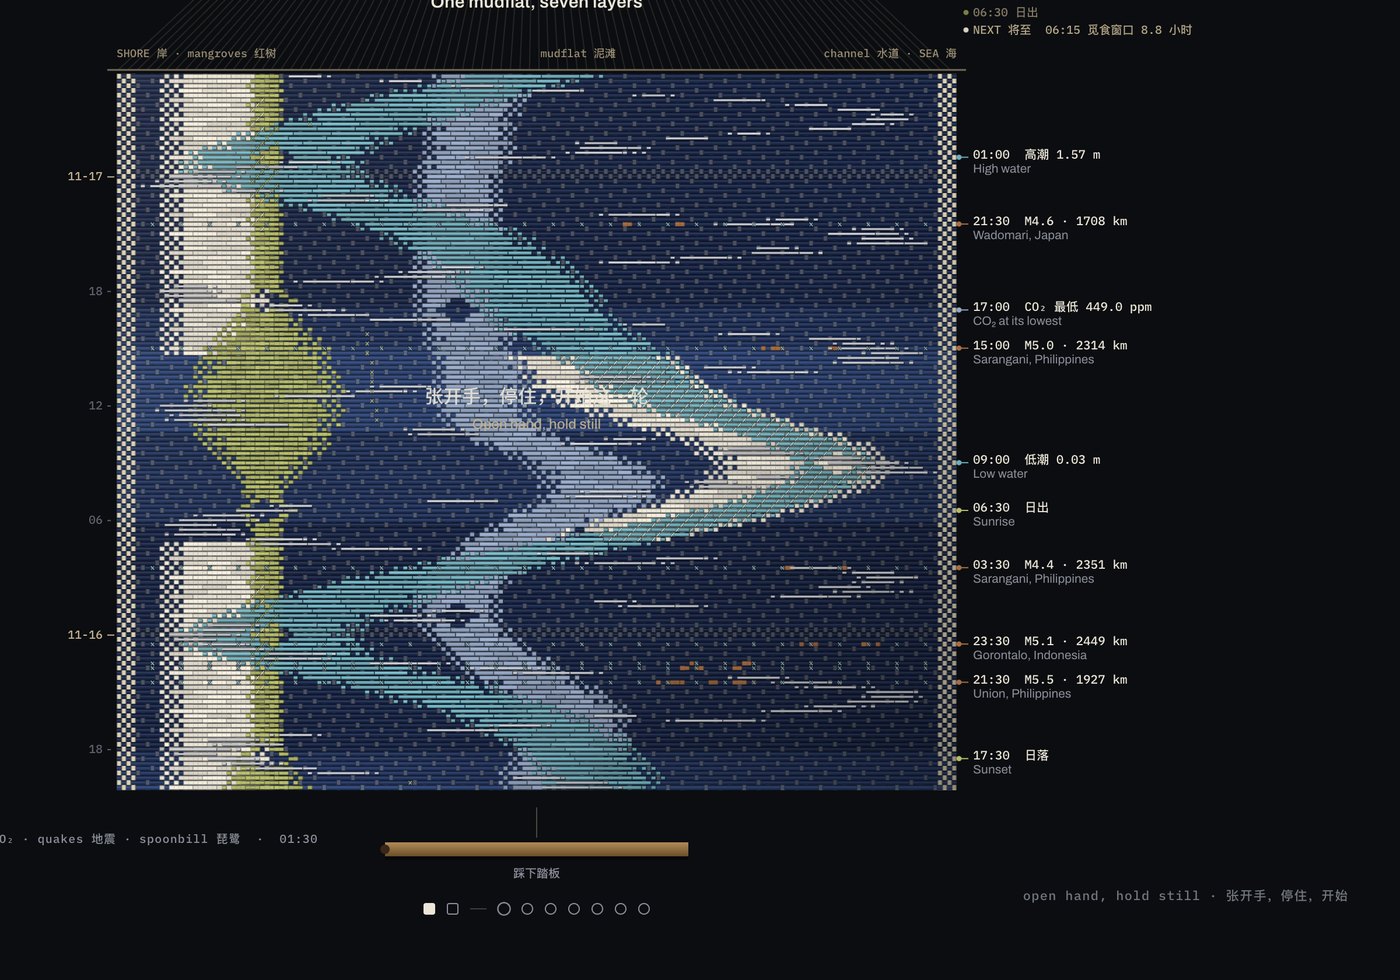 One mudflat, seven layers
06:30 日出
NEXT 将至 06:15 觅食窗口 8.8 小时
SHORE 岸 · mangroves 红树
mudflat 泥滩
channel 水道 · SEA 海
01:00 高潮 1.57 m
High water
11-17
21:30 M4.6 · 1708 km
Wadomari, Japan
18
17:00 CO₂ 最低 449.0 ppm
CO₂ at its lowest
15:00 M5.0 · 2314 km
Sarangani, Philippines
张开手，停住，开始 轮
Open hand, hold still
12
09:00 低潮 0.03 m
Low water
06:30 日出
Sunrise
06
03:30 M4.4 · 2351 km
Sarangani, Philippines
11-16
23:30 M5.1 · 2449 km
Gorontalo, Indonesia
21:30 M5.5 · 1927 km
Union, Philippines
18
17:30 日落
Sunset
O₂ · quakes 地震 · spoonbill 琵鹭 · 01:30
踩下踏板
open hand, hold still · 张开手，停住，开始